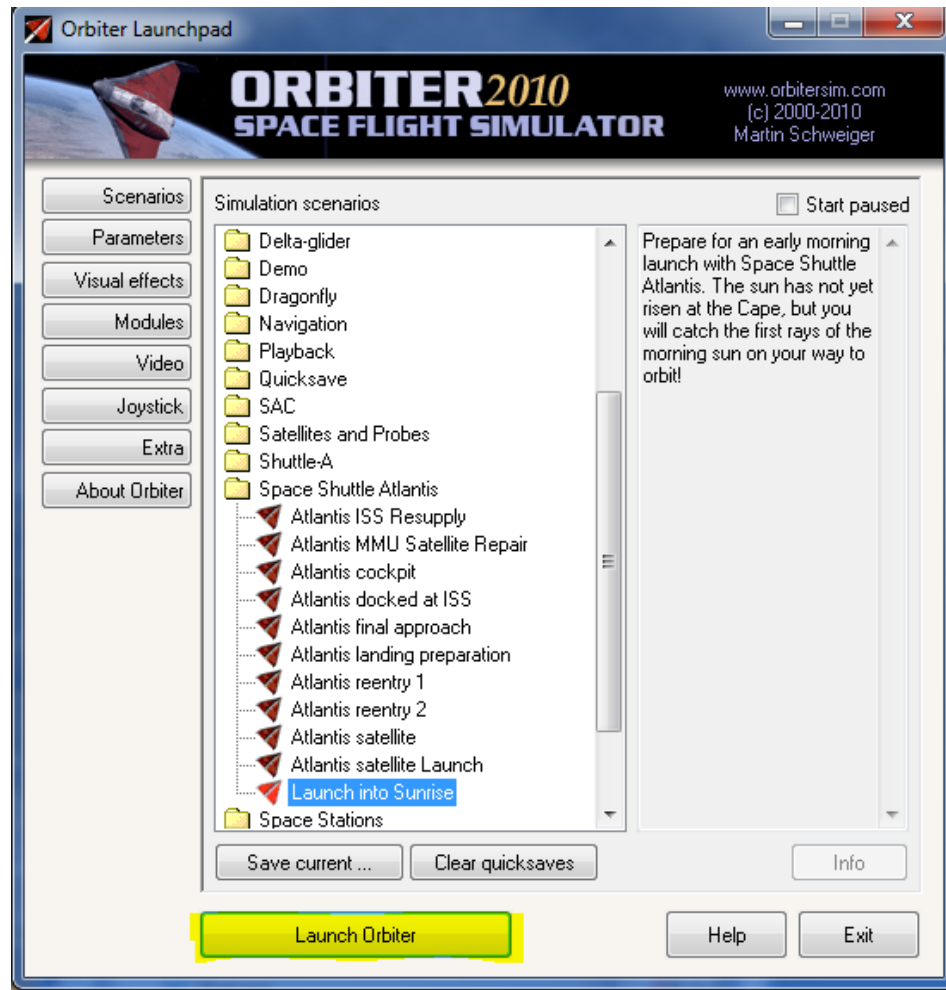 Orbiter Launchpad
ORBITER2010
SPACE FLIGHT SIMULATOR
www.orbitersim.com
(c) 2000-2010
Martin Schweiger
Scenarios
Parameters
Visual effects
Modules
Video
Joystick
Extra
About Orbiter
Simulation scenarios
Start paused
Delta-glider
Demo
Dragonfly
Navigation
Playback
Quicksave
SAC
Satellites and Probes
Shuttle-A
Space Shuttle Atlantis
Atlantis ISS Resupply
Atlantis MMU Satellite Repair
Atlantis cockpit
Atlantis docked at ISS
Atlantis final approach
Atlantis landing preparation
Atlantis reentry 1
Atlantis reentry 2
Atlantis satellite
Atlantis satellite Launch
Launch into Sunrise
Space Stations
Prepare for an early morning
launch with Space Shuttle
Atlantis. The sun has not yet
risen at the Cape, but you
will catch the first rays of the
morning sun on your way to
orbit!
Save current ...
Clear quicksaves
Info
Launch Orbiter
Help
Exit